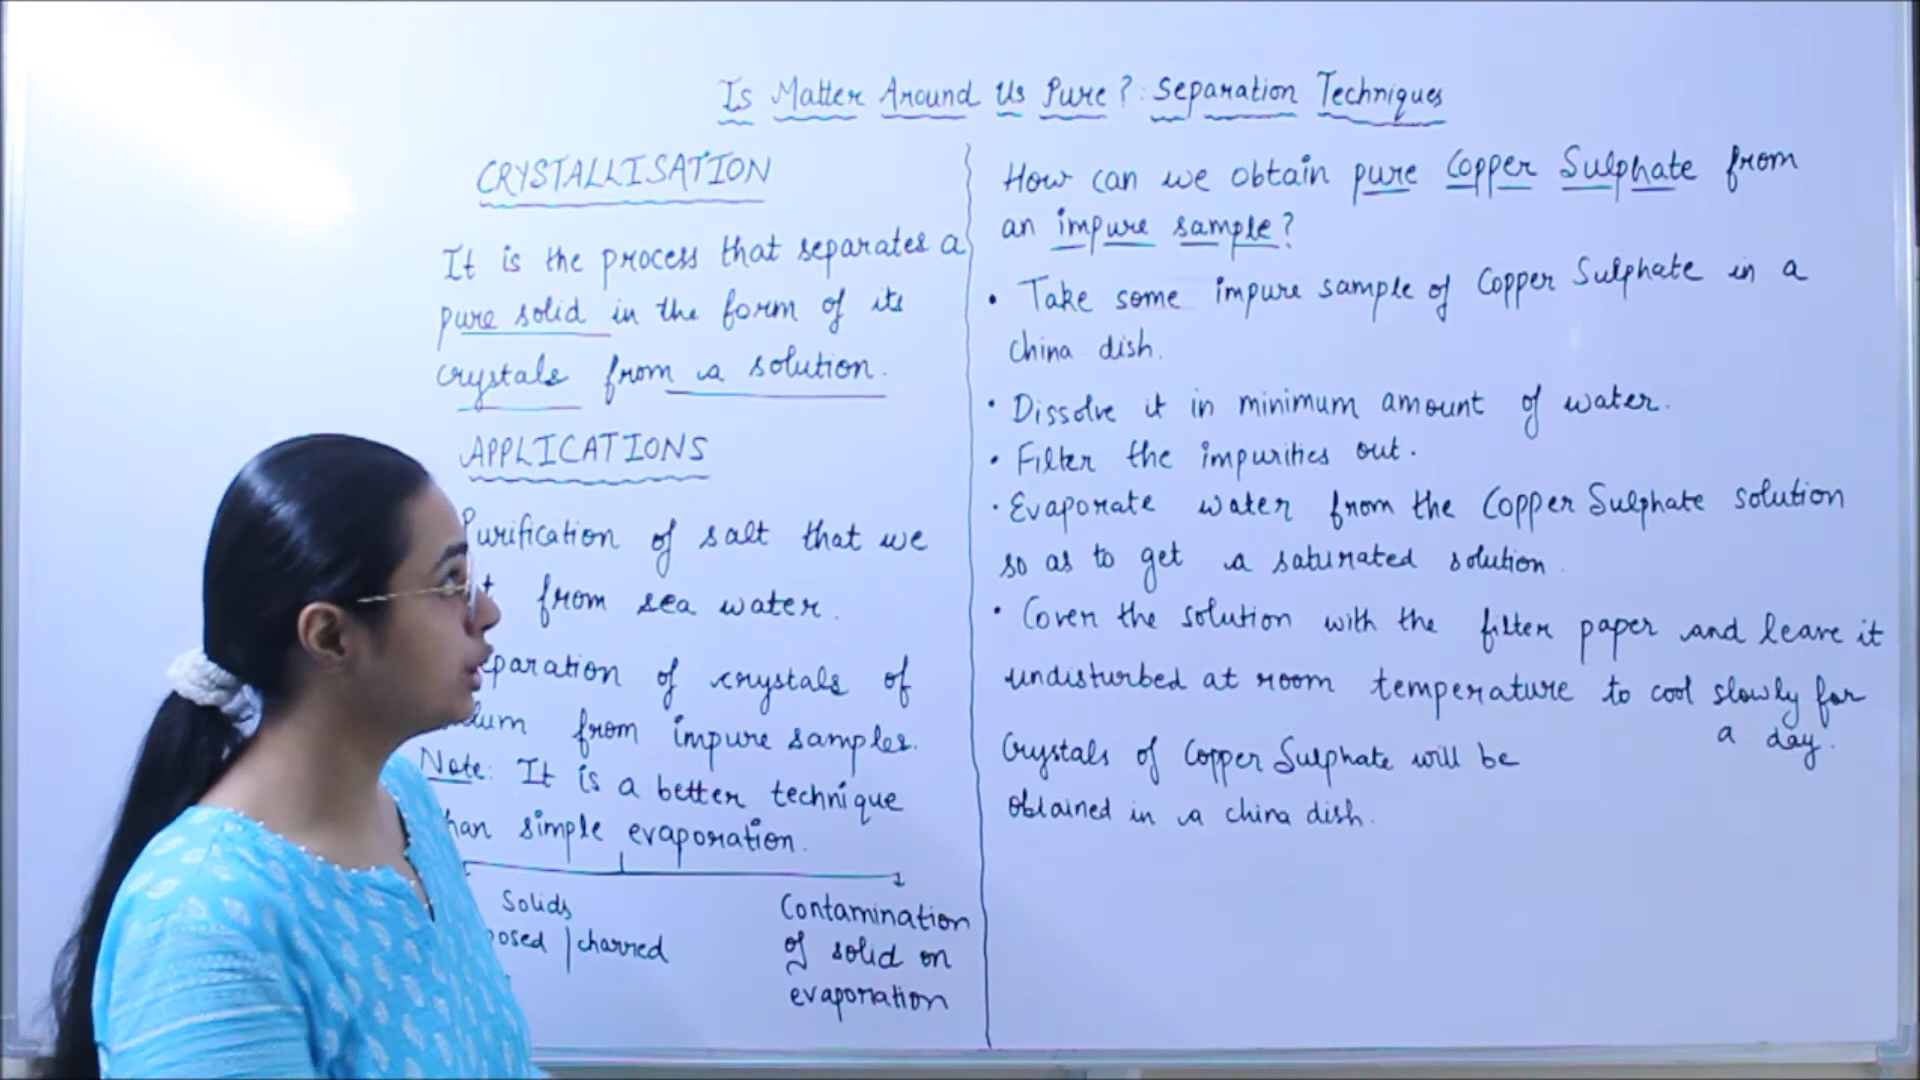 Is Matter Around Us Pure? : Separation Techniques
CRYSTALLISATION
It is the process that separates a
pure solid in the form of its
crystals from a solution.
APPLICATIONS
Purification of salt that we
from sea water.
of crystals of
from impure samples.
Note: It is a better technique
than simple evaporation.
Solids
charred
Contamination
of solid on
evaporation
How can we obtain pure Copper Sulphate from
an impure sample?
• Take some impure sample of Copper Sulphate in a
china dish.
• Dissolve it in minimum amount of water.
• Filter the impurities out.
• Evaporate water from the Copper Sulphate solution
so as to get a saturated solution.
• Cover the solution with the filter paper and leave it
undisturbed at room temperature to cool slowly for
a day.
Crystals of Copper Sulphate will be
obtained in a china dish.